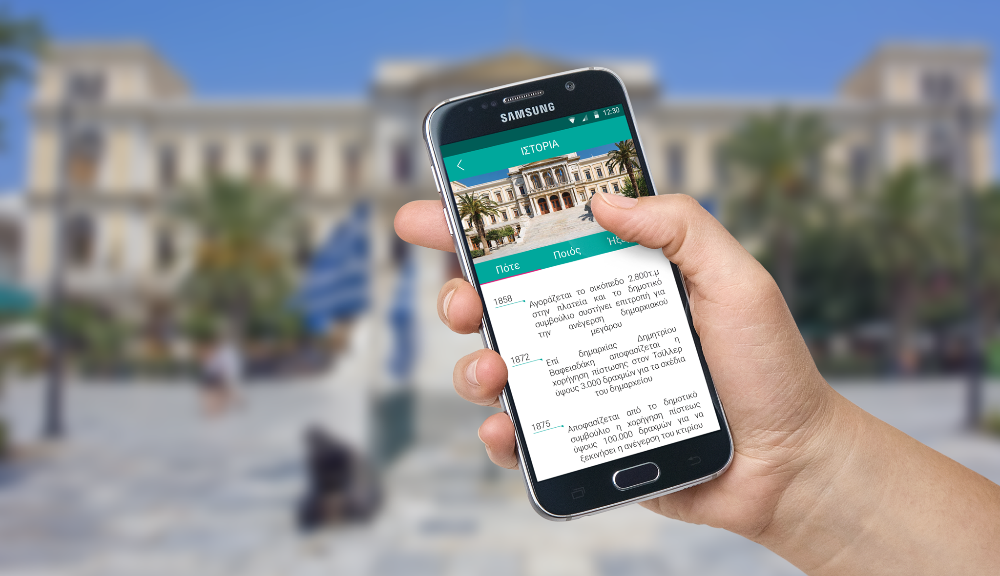 SAMSUNG
12:30
ΙΣΤΟΡΙΑ
Πότε
Ποιός
1858
Αγοράζεται το οικόπεδο 2.800τ.μ
στην πλατεία και το δημοτικό
συμβούλιο συστήνει επιτροπή για
την ανέγερση δημαρχιακού
μεγάρου
1872
Επί δημαρχίας Δημητρίου
Βαφειαδάκη αποφασίζεται η
χορήγηση πίστωσης στον Τσίλλερ
ύψους 3.000 δραχμών για τα σχέδια
του δημαρχείου
1875
Αποφασίζεται από το δημοτικό
συμβούλιο η χορήγηση πίστεως
ύψους 100.000 δραχμών για να
ξεκινήσει η ανέγερση του κτιρίου